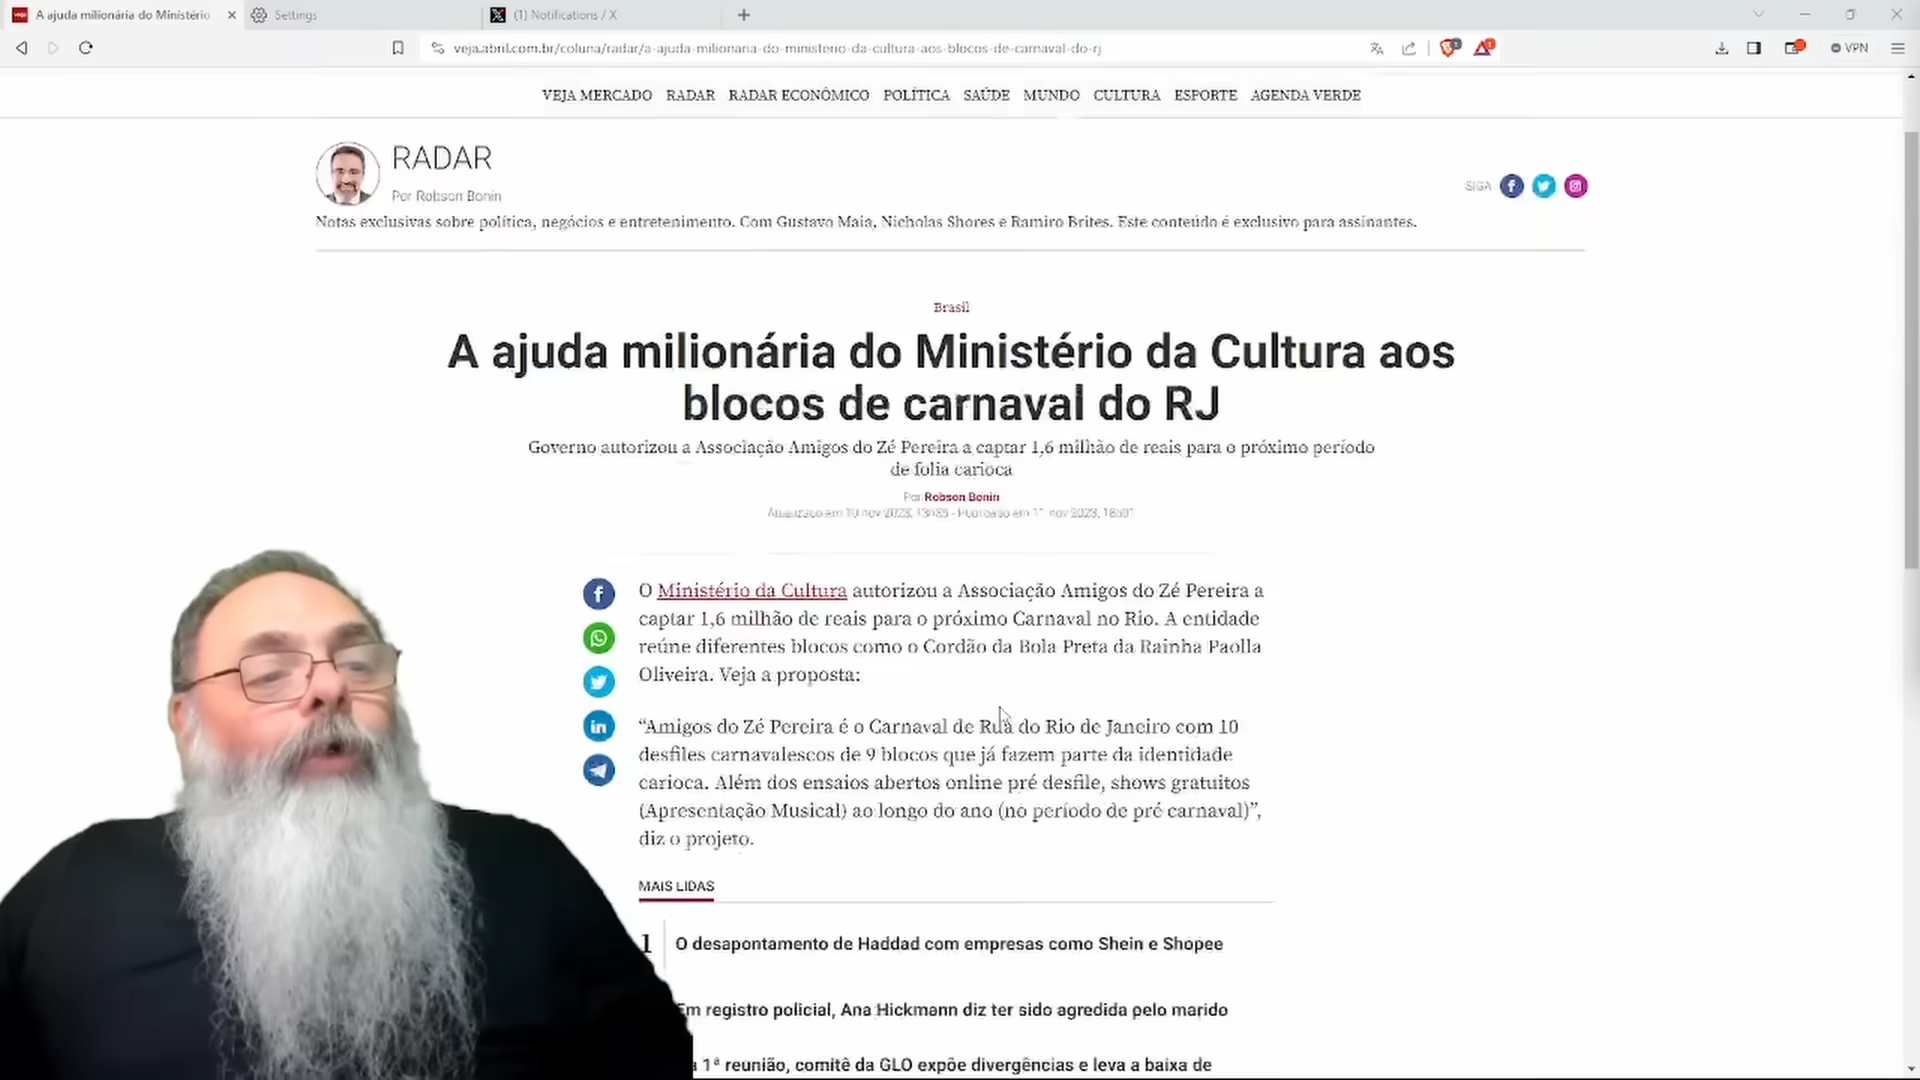 A ajuda milionária do Ministério
Settings
(1) Notifications / X
veja.abril.com.br/coluna/radar/a-ajuda-milionaria-do-ministerio-da-cultura-aos-blocos-de-carnaval-do-rj
VPN
VEJA MERCADO RADAR RADAR ECONÔMICO POLÍTICA SAÚDE MUNDO CULTURA ESPORTE AGENDA VERDE
RADAR
Por Robson Bonin
SIGA
Notas exclusivas sobre política, negócios e entretenimento. Com Gustavo Maia, Nicholas Shores e Ramiro Brites. Este conteúdo é exclusivo para assinantes.
Brasil
A ajuda milionária do Ministério da Cultura aos
blocos de carnaval do RJ
Governo autorizou a Associação Amigos do Zé Pereira a captar 1,6 milhão de reais para o próximo período
de folia carioca
Por Robson Bonin
Atualizado em 10 nov 2023, - Publicado em 11 nov 2023,
O Ministério da Cultura autorizou a Associação Amigos do Zé Pereira a
captar 1,6 milhão de reais para o próximo Carnaval no Rio. A entidade
reúne diferentes blocos como o Cordão da Bola Preta da Rainha Paolla
Oliveira. Veja a proposta:
“Amigos do Zé Pereira é o Carnaval de Rua do Rio de Janeiro com 10
desfiles carnavalescos de 9 blocos que já fazem parte da identidade
carioca. Além dos ensaios abertos online pré desfile, shows gratuitos
(Apresentação Musical) ao longo do ano (no período de pré carnaval)”,
diz o projeto.
MAIS LIDAS
1 O desapontamento de Haddad com empresas como Shein e Shopee
Em registro policial, Ana Hickmann diz ter sido agredida pelo marido
1ª reunião, comitê da GLO expõe divergências e leva a baixa de